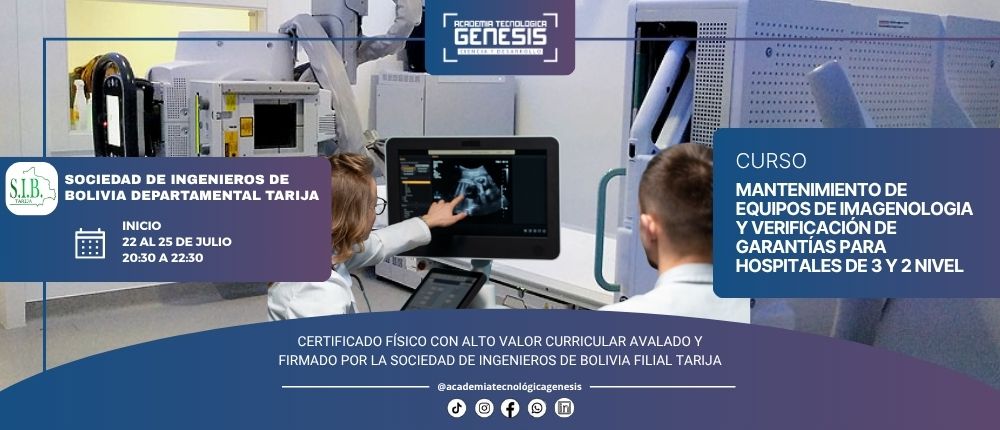 ACADEMIA TECNOLÓGICA
GENESIS
CIENCIA Y DESARROLLO
S.I.B.
TARIJA
SOCIEDAD DE INGENIEROS DE
BOLIVIA DEPARTAMENTAL TARIJA
INICIO
22 AL 25 DE JULIO
20:30 A 22:30
CURSO
MANTENIMIENTO DE
EQUIPOS DE IMAGENOLOGIA
Y VERIFICACIÓN DE
GARANTÍAS PARA
HOSPITALES DE 3 Y 2 NIVEL
CERTIFICADO FÍSICO CON ALTO VALOR CURRICULAR AVALADO Y
FIRMADO POR LA SOCIEDAD DE INGENIEROS DE BOLIVIA FILIAL TARIJA
@academiatecnológicagenesis